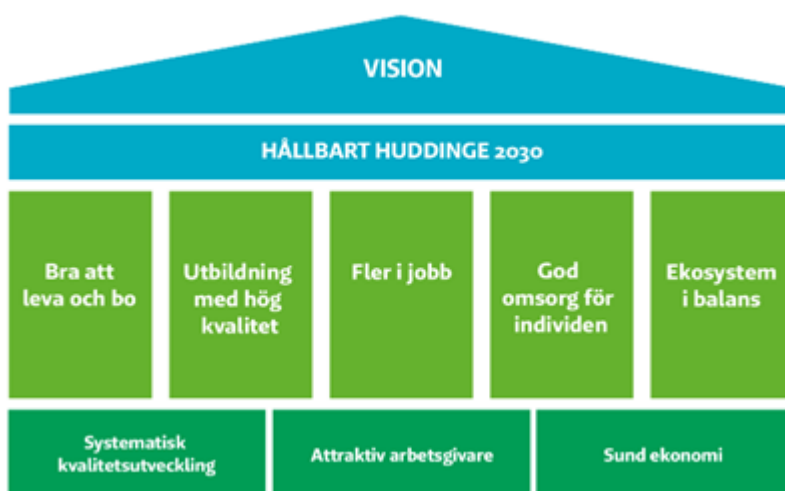 VISION
HÅLLBART HUDDINGE 2030
Bra att
leva och bo
Utbildning
med hög
kvalitet
Fler i jobb
God
omsorg för
individen
Ekosystem
i balans
Systematisk
kvalitetsutveckling
Attraktiv arbetsgivare
Sund ekonomi